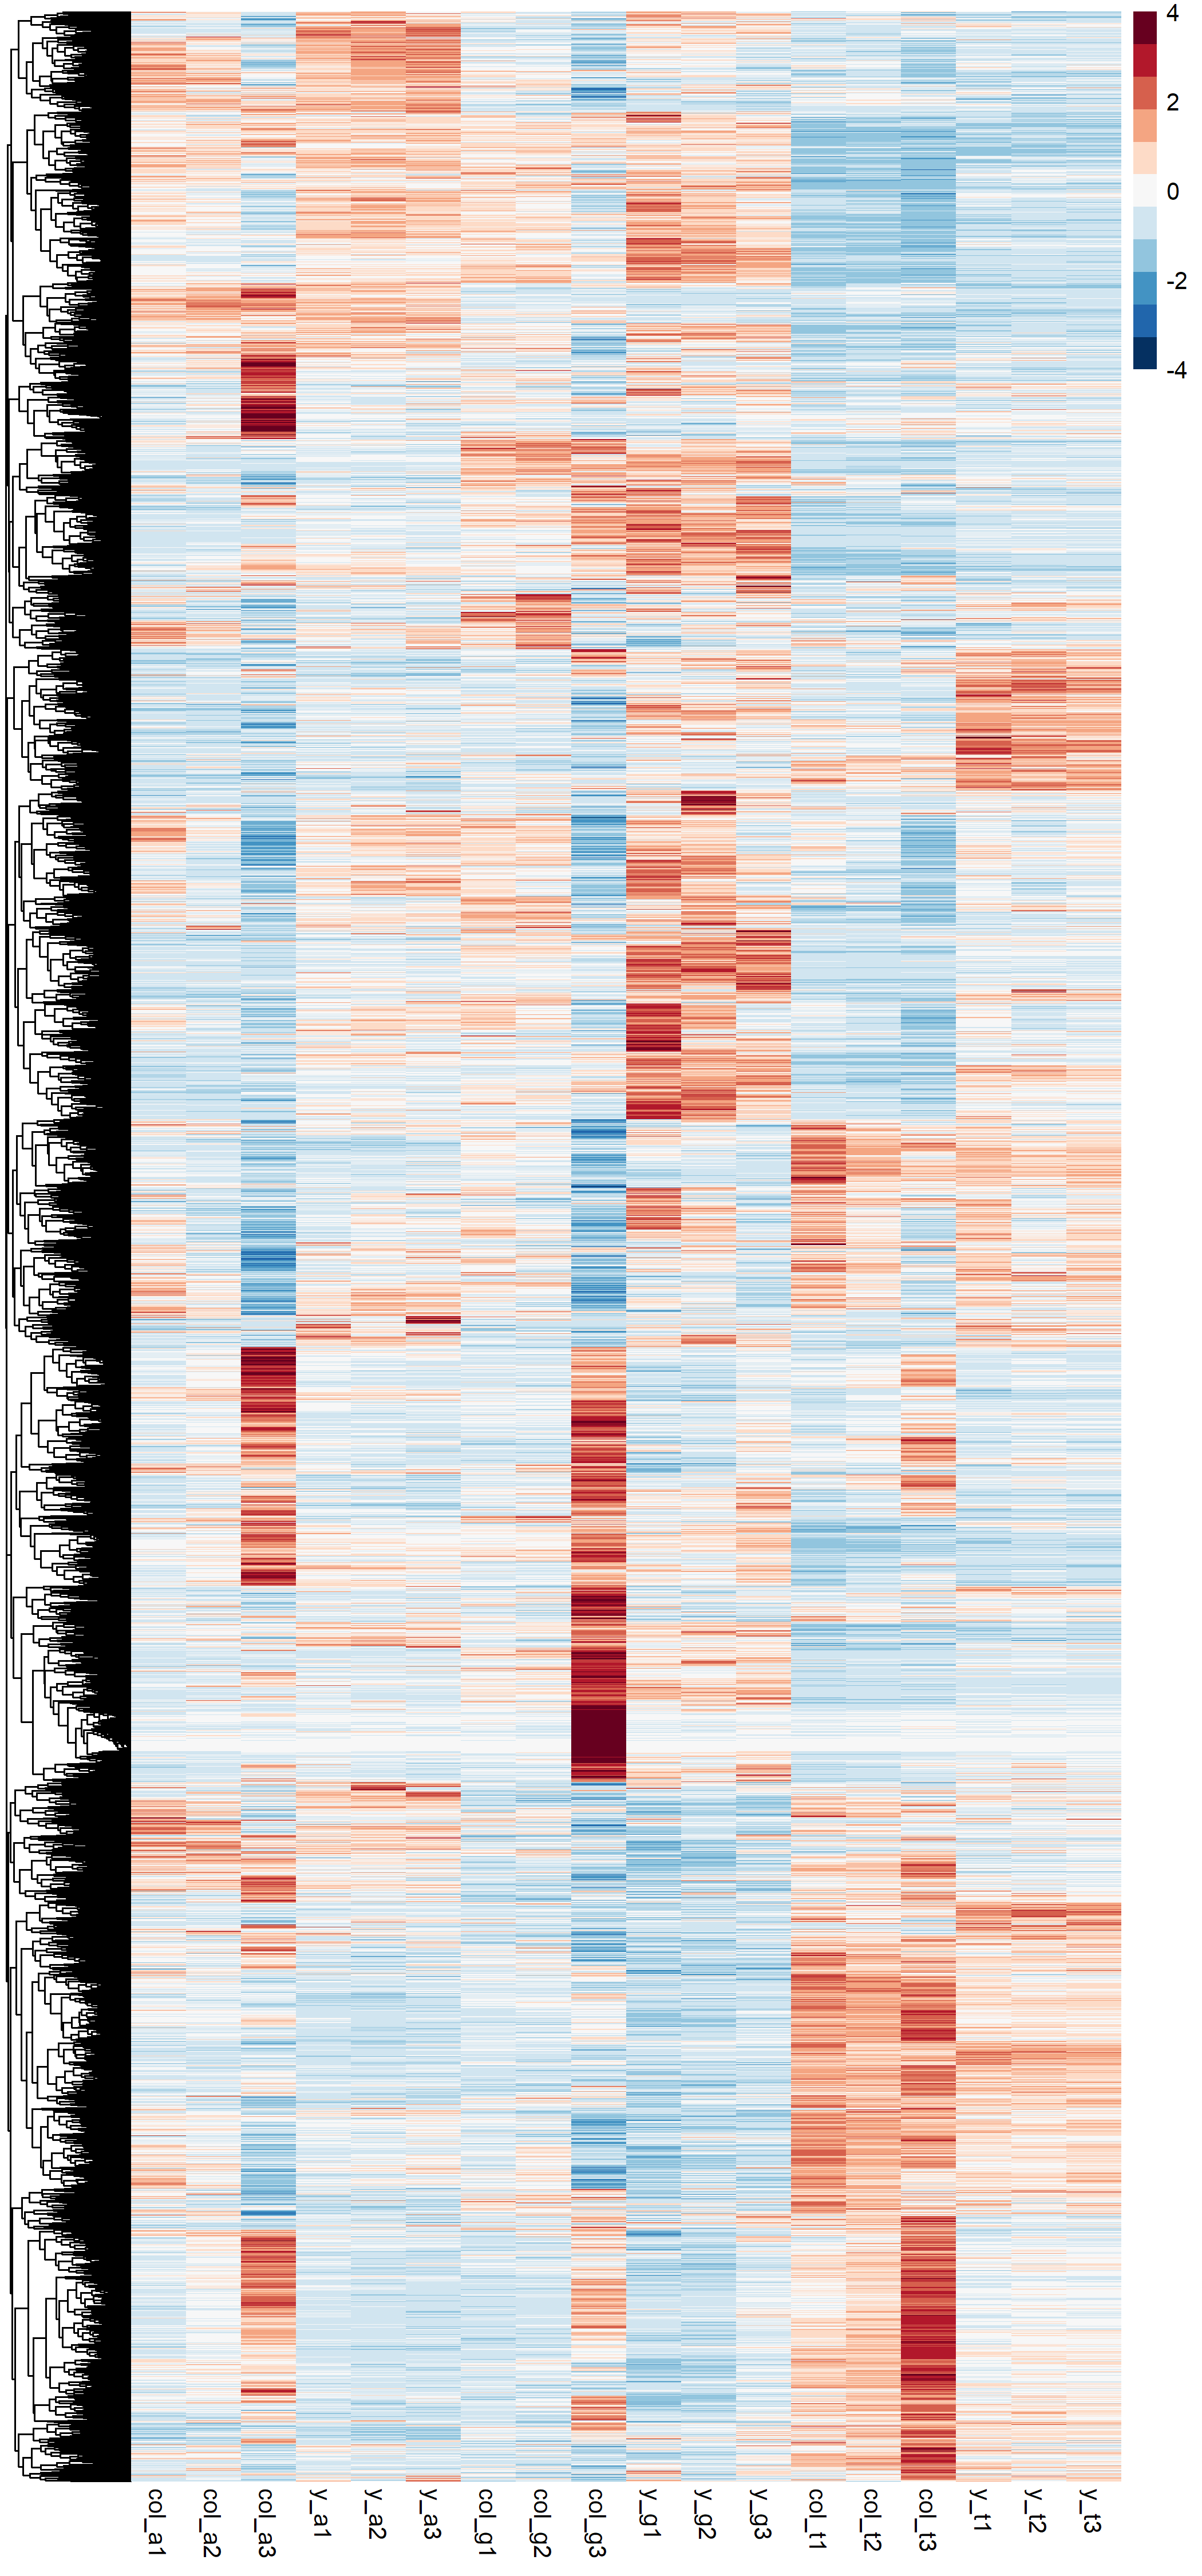 4
2
0
-2
-4
col_a1
col_a2
col_a3
y_a1
y_a2
y_a3
col_g1
col_g2
col_g3
y_g1
y_g2
y_g3
col_t1
col_t2
col_t3
y_t1
y_t2
y_t3